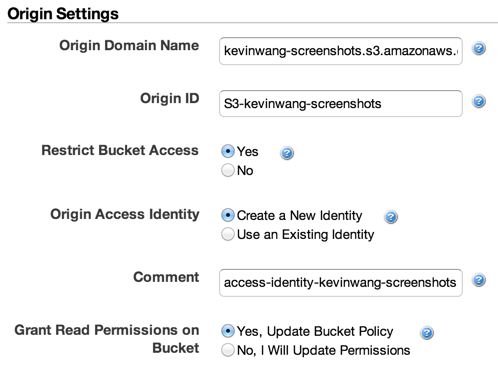 Origin Settings
Origin Domain Name
kevinwang-screenshots.s3.amazonaws.
Origin ID
S3-kevinwang-screenshots
Restrict Bucket Access
Yes
No
Origin Access Identity
Create a New Identity
Use an Existing Identity
Comment
access-identity-kevinwang-screenshots
Grant Read Permissions on
Bucket
Yes, Update Bucket Policy
No, I Will Update Permissions